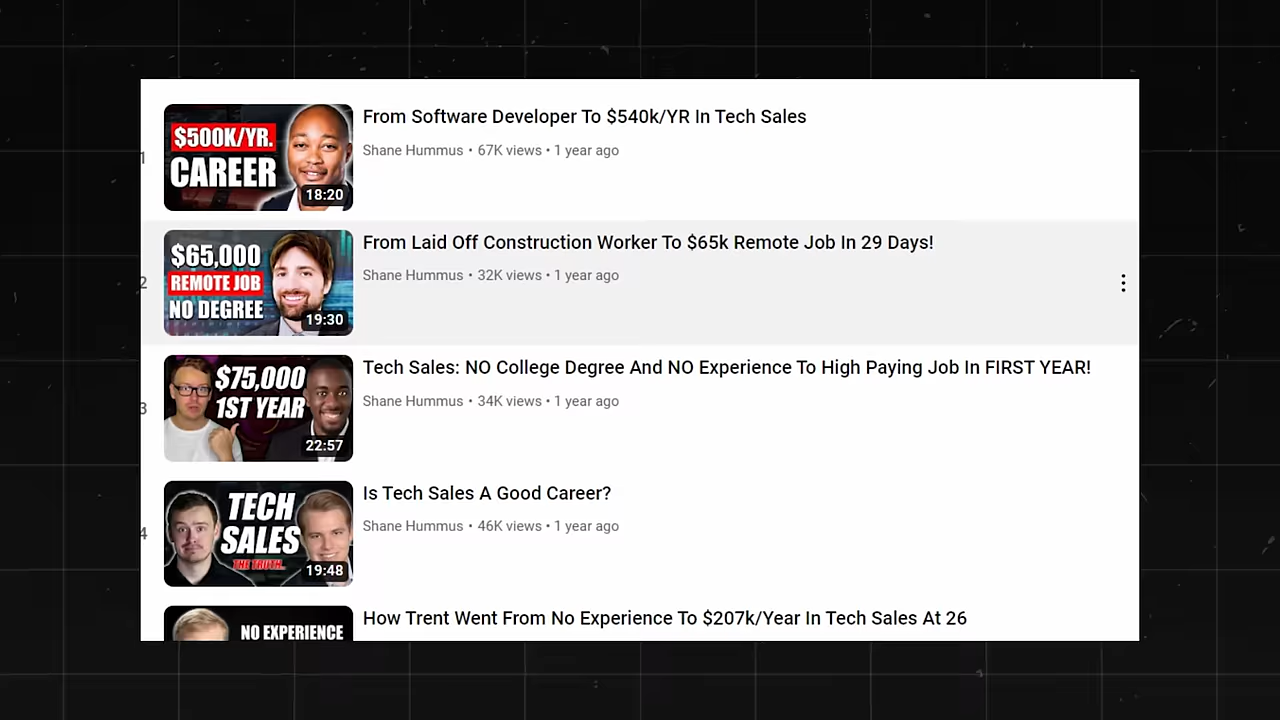 1
$500K/YR.
CAREER
18:20
From Software Developer To $540k/YR In Tech Sales
Shane Hummus • 67K views • 1 year ago
2
$65,000
REMOTE JOB
NO DEGREE
19:30
From Laid Off Construction Worker To $65k Remote Job In 29 Days!
Shane Hummus • 32K views • 1 year ago
3
$75,000
1ST YEAR
22:57
Tech Sales: NO College Degree And NO Experience To High Paying Job In FIRST YEAR!
Shane Hummus • 34K views • 1 year ago
4
TECH
SALES
THE TRUTH...
19:48
Is Tech Sales A Good Career?
Shane Hummus • 46K views • 1 year ago
NO EXPERIENCE
How Trent Went From No Experience To $207k/Year In Tech Sales At 26